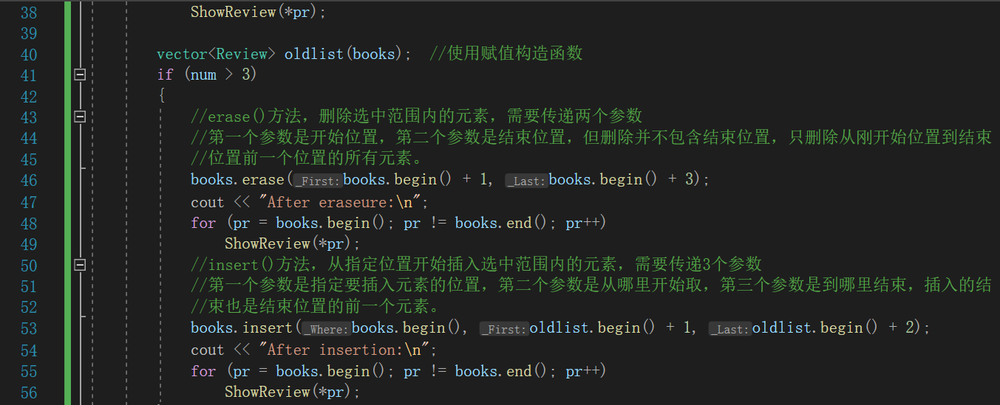 38 ShowReview(*pr);
39
40 vector<Review> oldlist(books); //使用赋值构造函数
41 if (num > 3)
42 {
43 //erase()方法，删除选中范围内的元素，需要传递两个参数
44 //第一个参数是开始位置，第二个参数是结束位置，但删除并不包含结束位置，只删除从刚开始位置到结束
45 //位置前一个位置的所有元素。
46 books.erase(_First:books.begin() + 1, _Last:books.begin() + 3);
47 cout << "After eraseure:\n";
48 for (pr = books.begin(); pr != books.end(); pr++)
49 ShowReview(*pr);
50 //insert()方法，从指定位置开始插入选中范围内的元素，需要传递3个参数
51 //第一个参数是指定要插入元素的位置，第二个参数是从哪里开始取，第三个参数是到哪里结束，插入的结
52 //束也是结束位置的前一个元素。
53 books.insert(_Where:books.begin(), _First:oldlist.begin() + 1, _Last:oldlist.begin() + 2);
54 cout << "After insertion:\n";
55 for (pr = books.begin(); pr != books.end(); pr++)
56 ShowReview(*pr);